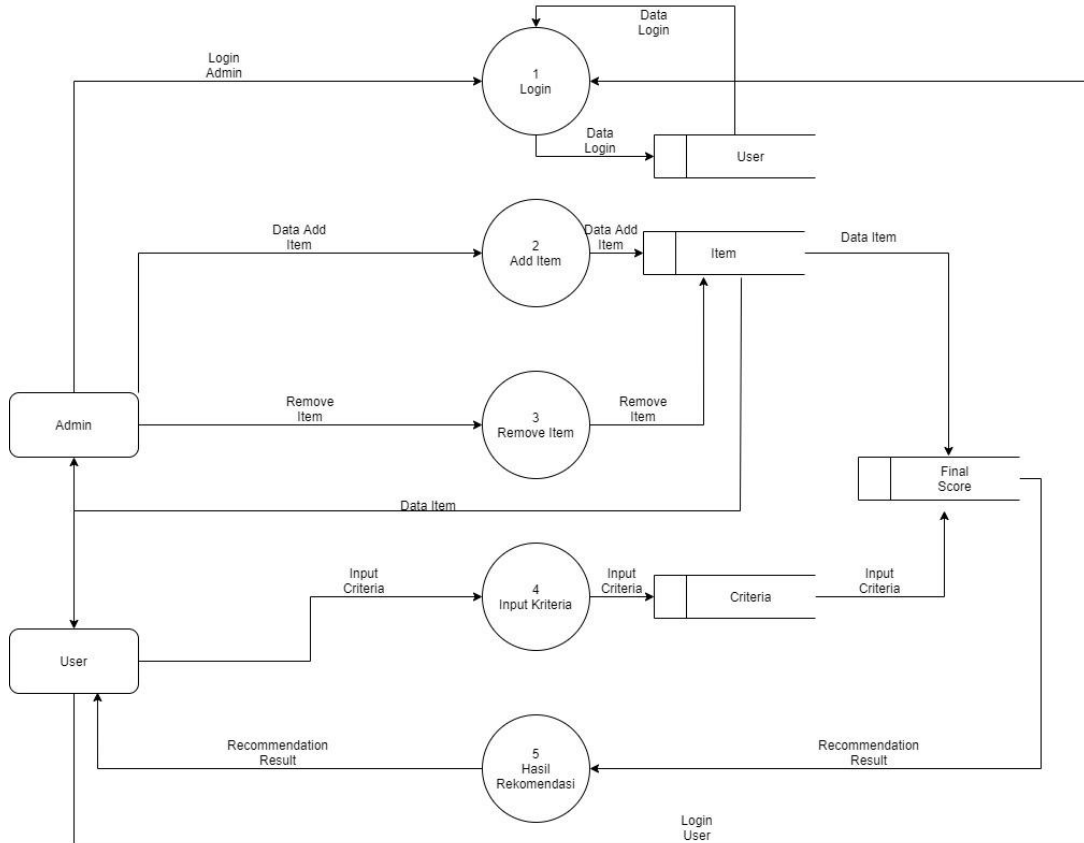 Data
Login
Login
Admin
1
Login
Data
Login
User
Data Add
Item
2
Add Item
Data Add
Item
Item
Data Item
Admin
Remove
Item
3
Remove Item
Remove
Item
Final
Score
Data Item
Input
Criteria
4
Input Kriteria
Input
Criteria
Criteria
Input
Criteria
User
Recommendation
Result
5
Hasil
Rekomendasi
Recommendation
Result
Login
User